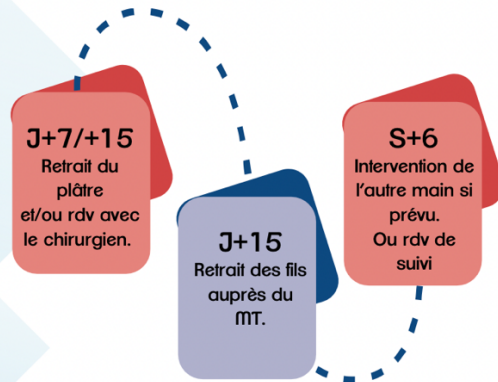 J+7/+15
Retrait du
plâtre
et/ou rdv avec
le chirurgien.
J+15
Retrait des fils
auprès du
MT.
S+6
Intervention de
l'autre main si
prévu.
Ou rdv de
suivi